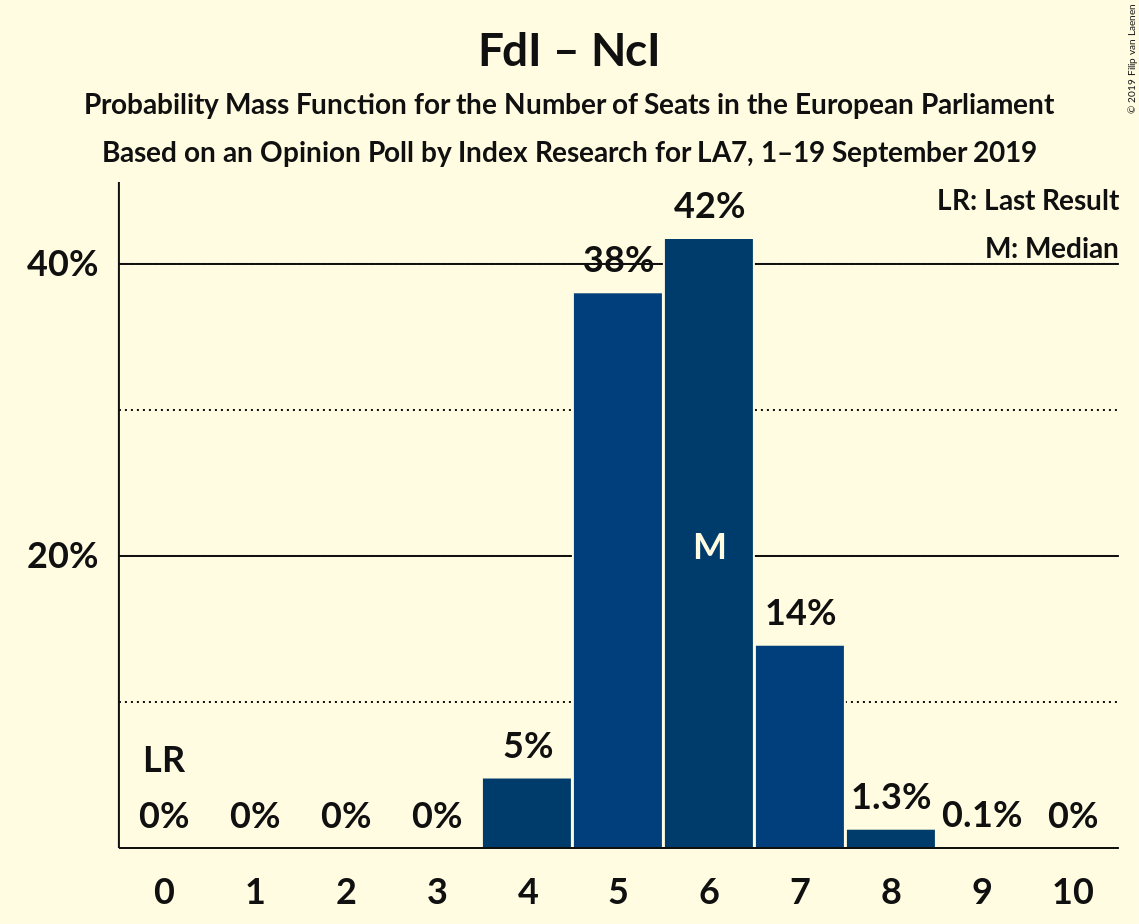 FdI – NcI
Probability Mass Function for the Number of Seats in the European Parliament
Based on an Opinion Poll by Index Research for LA7, 1–19 September 2019
© 2019 Filip van Laenen
LR: Last Result
M: Median
42%
40%
38%
M
20%
14%
5%
LR
1.3%
0.1%
0%
0%
0%
0%
0%
0 1 2 3 4 5 6 7 8 9 10